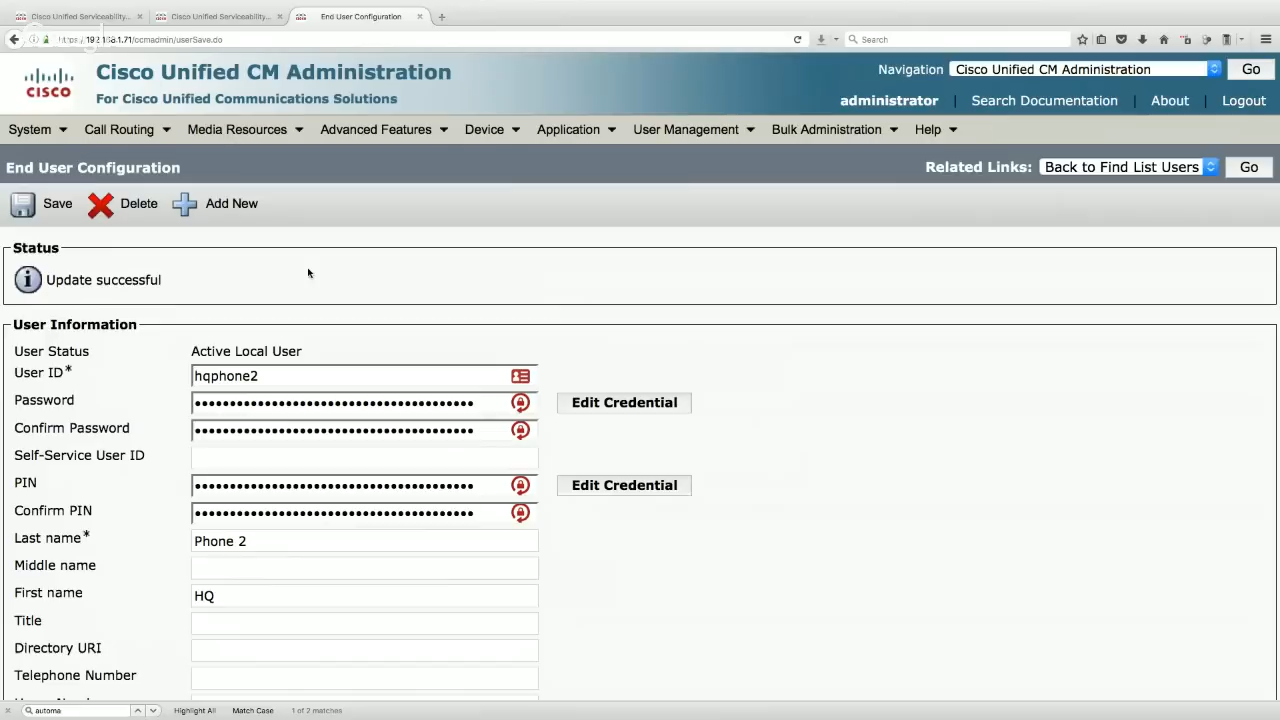 Cisco Unified Serviceability... × Cisco Unified Serviceability... × End User Configuration × +
192.168.1.71/ccmadmin/userSave.do Search
CISCO
Cisco Unified CM Administration
For Cisco Unified Communications Solutions
Navigation Cisco Unified CM Administration Go
administrator | Search Documentation | About | Logout
System Call Routing Media Resources Advanced Features Device Application User Management Bulk Administration Help
End User Configuration
Related Links: Back to Find List Users Go
Save Delete Add New
Status
Update successful
User Information
User Status Active Local User
User ID* hqphone2
Password Edit Credential
Confirm Password
Self-Service User ID
PIN Edit Credential
Confirm PIN
Last name* Phone 2
Middle name
First name HQ
Title
Directory URI
Telephone Number
× automa Highlight All Match Case 1 of 2 matches